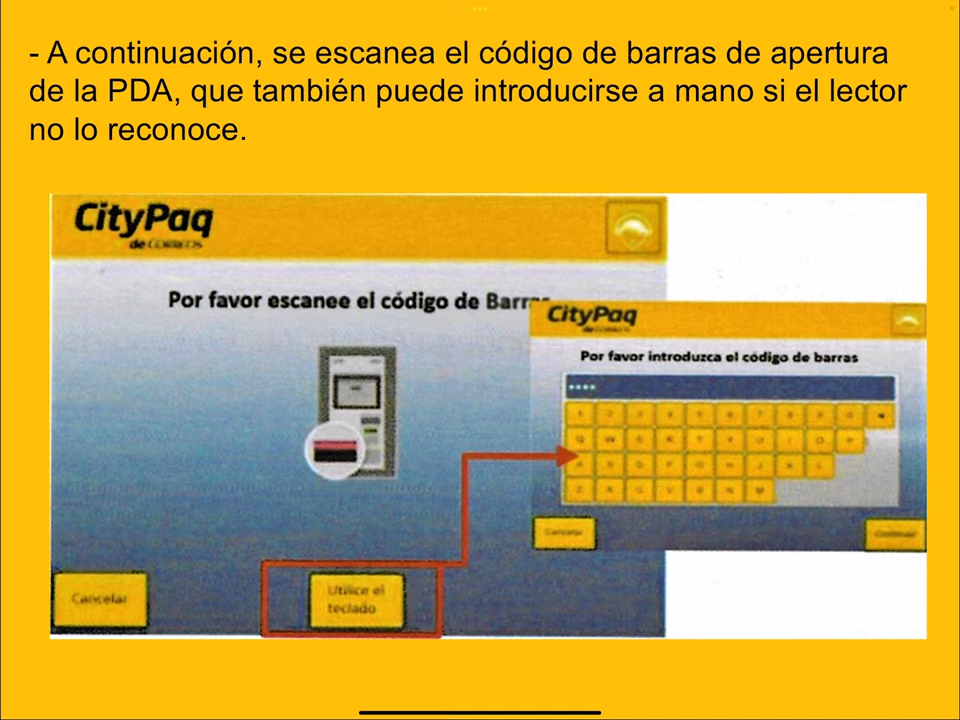 - A continuación, se escanea el código de barras de apertura
de la PDA, que también puede introducirse a mano si el lector
no lo reconoce.
CityPaq
de CORREOS
Por favor escanee el código de Barras
CityPaq
Por favor introduzca el código de barras
****
Q W
Cancelar
Continuar
Utilice el
teclado
Cancelar